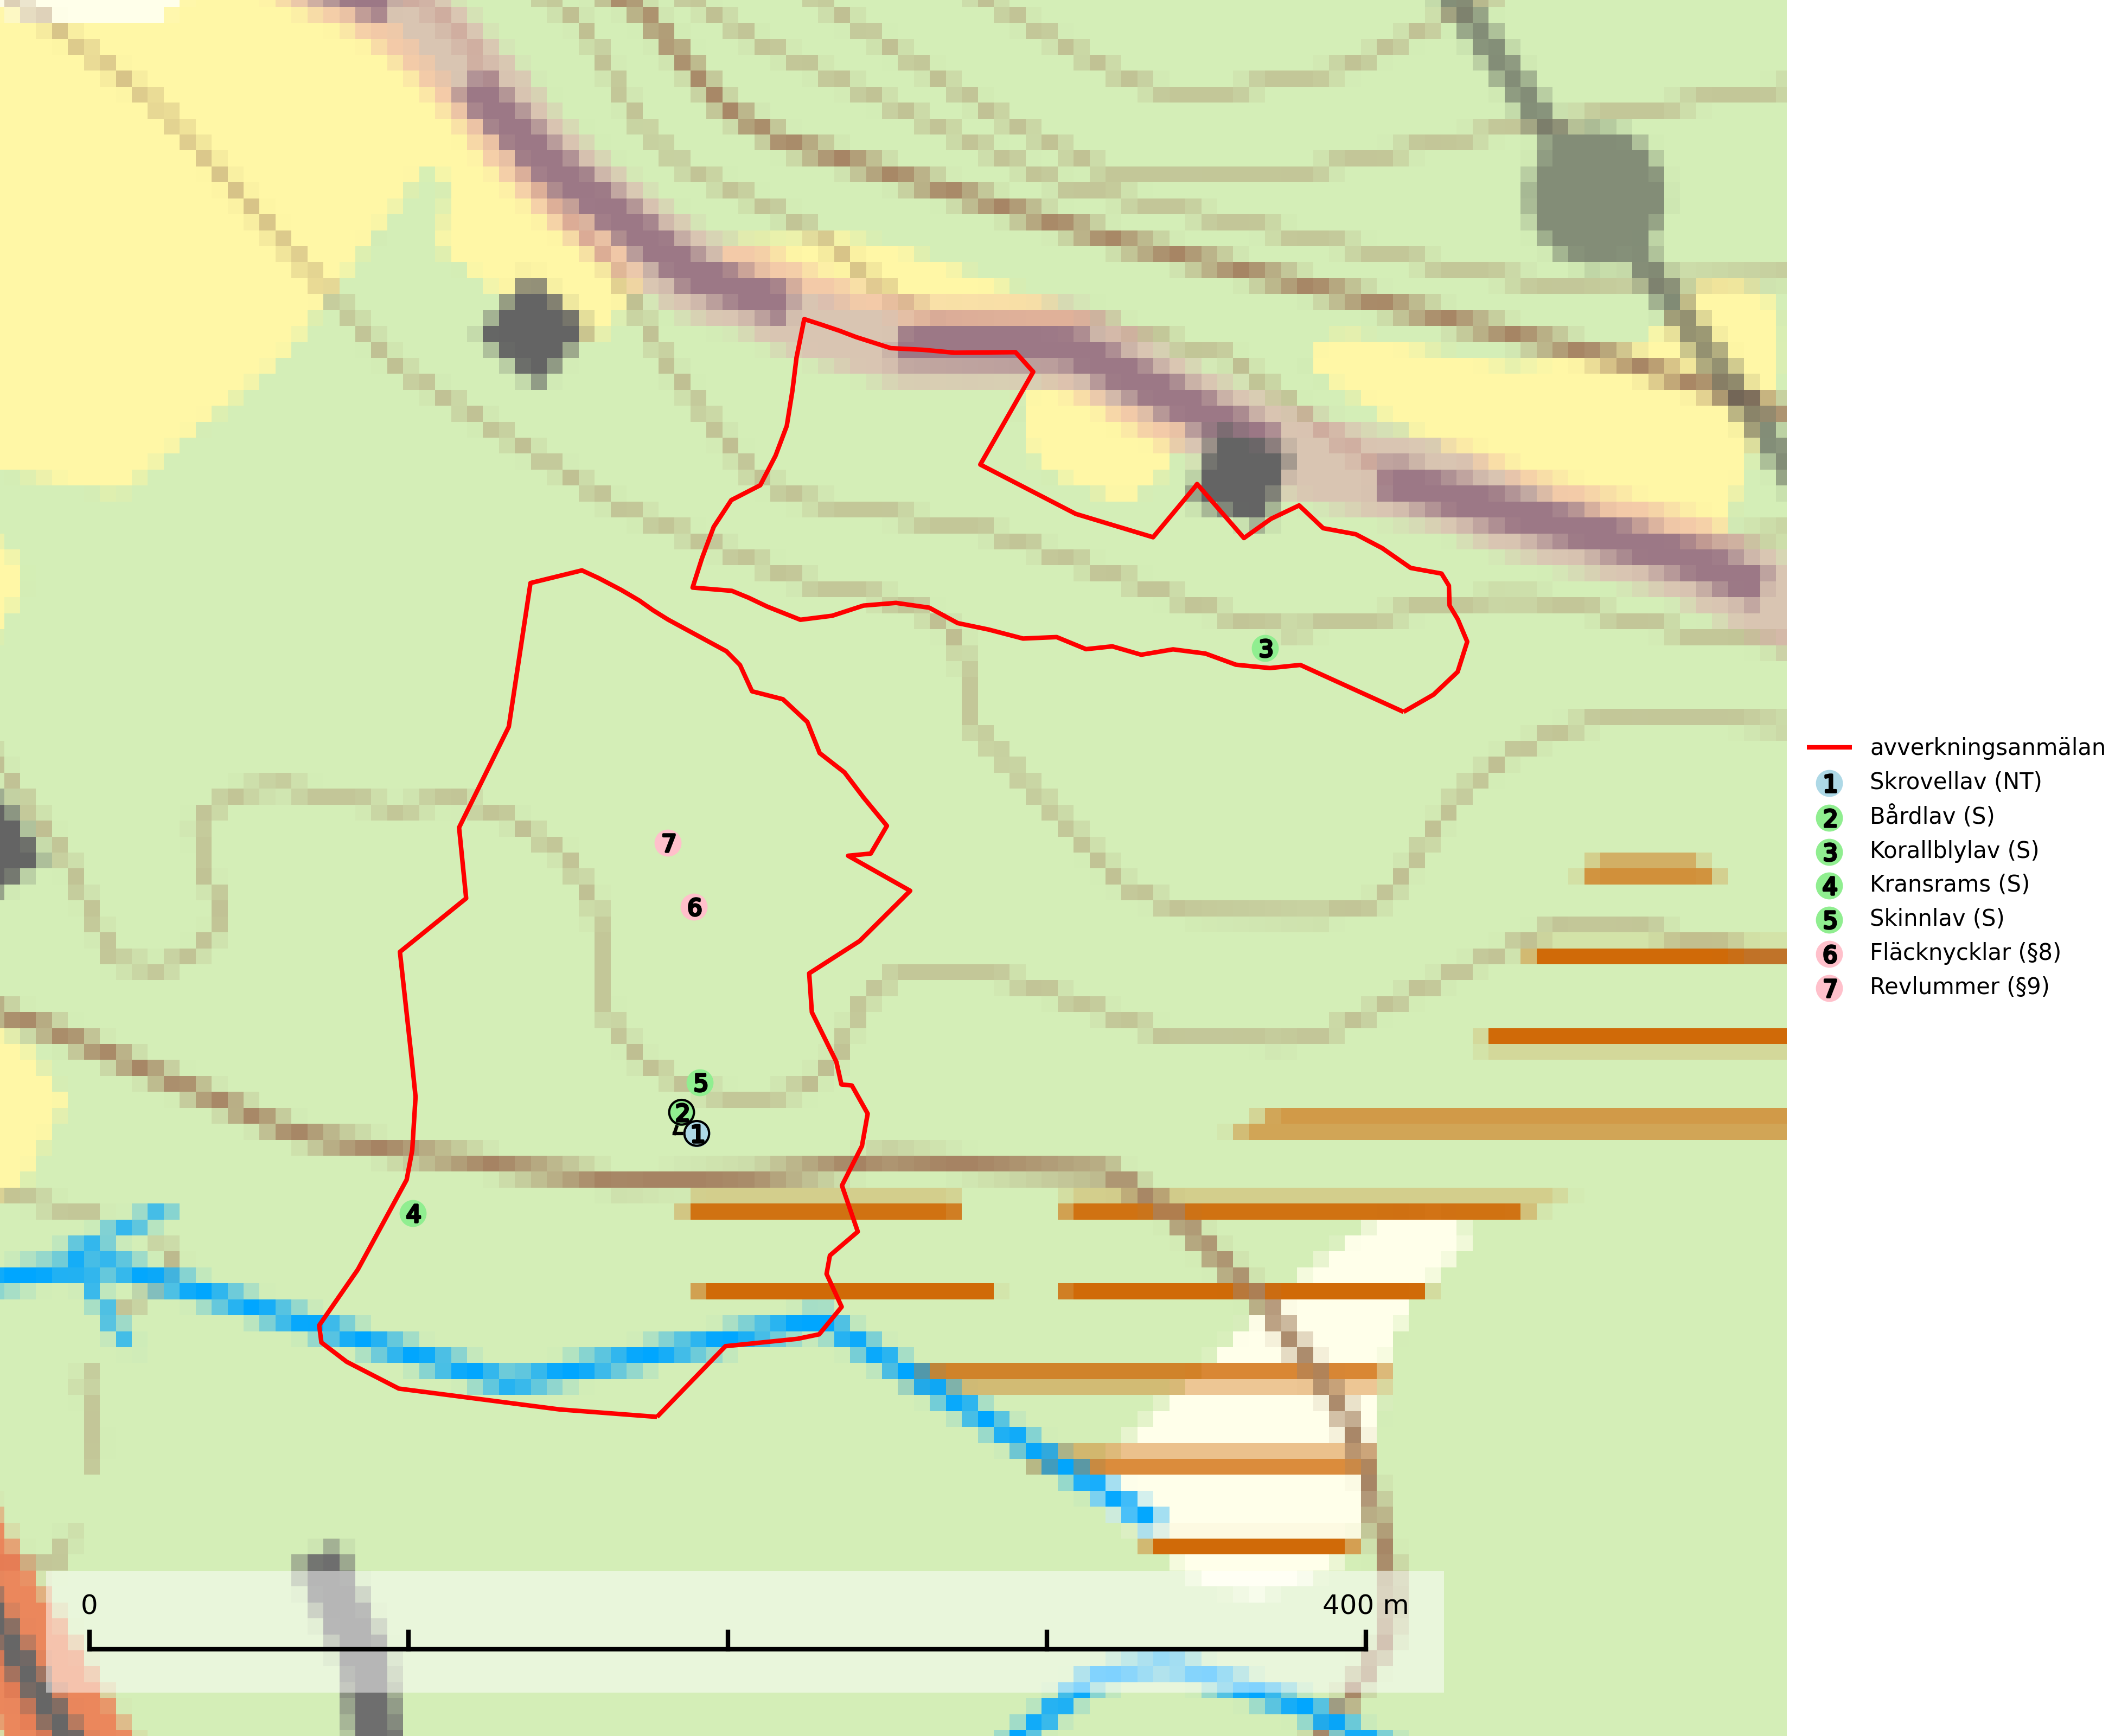 7
6
3
5
2
1
4
0
400 m
avverkningsanmälan
1 Skrovellav (NT)
2 Bårdlav (S)
3 Korallblylav (S)
4 Kransrams (S)
5 Skinnlav (S)
6 Fläcknycklar (§8)
7 Revlummer (§9)